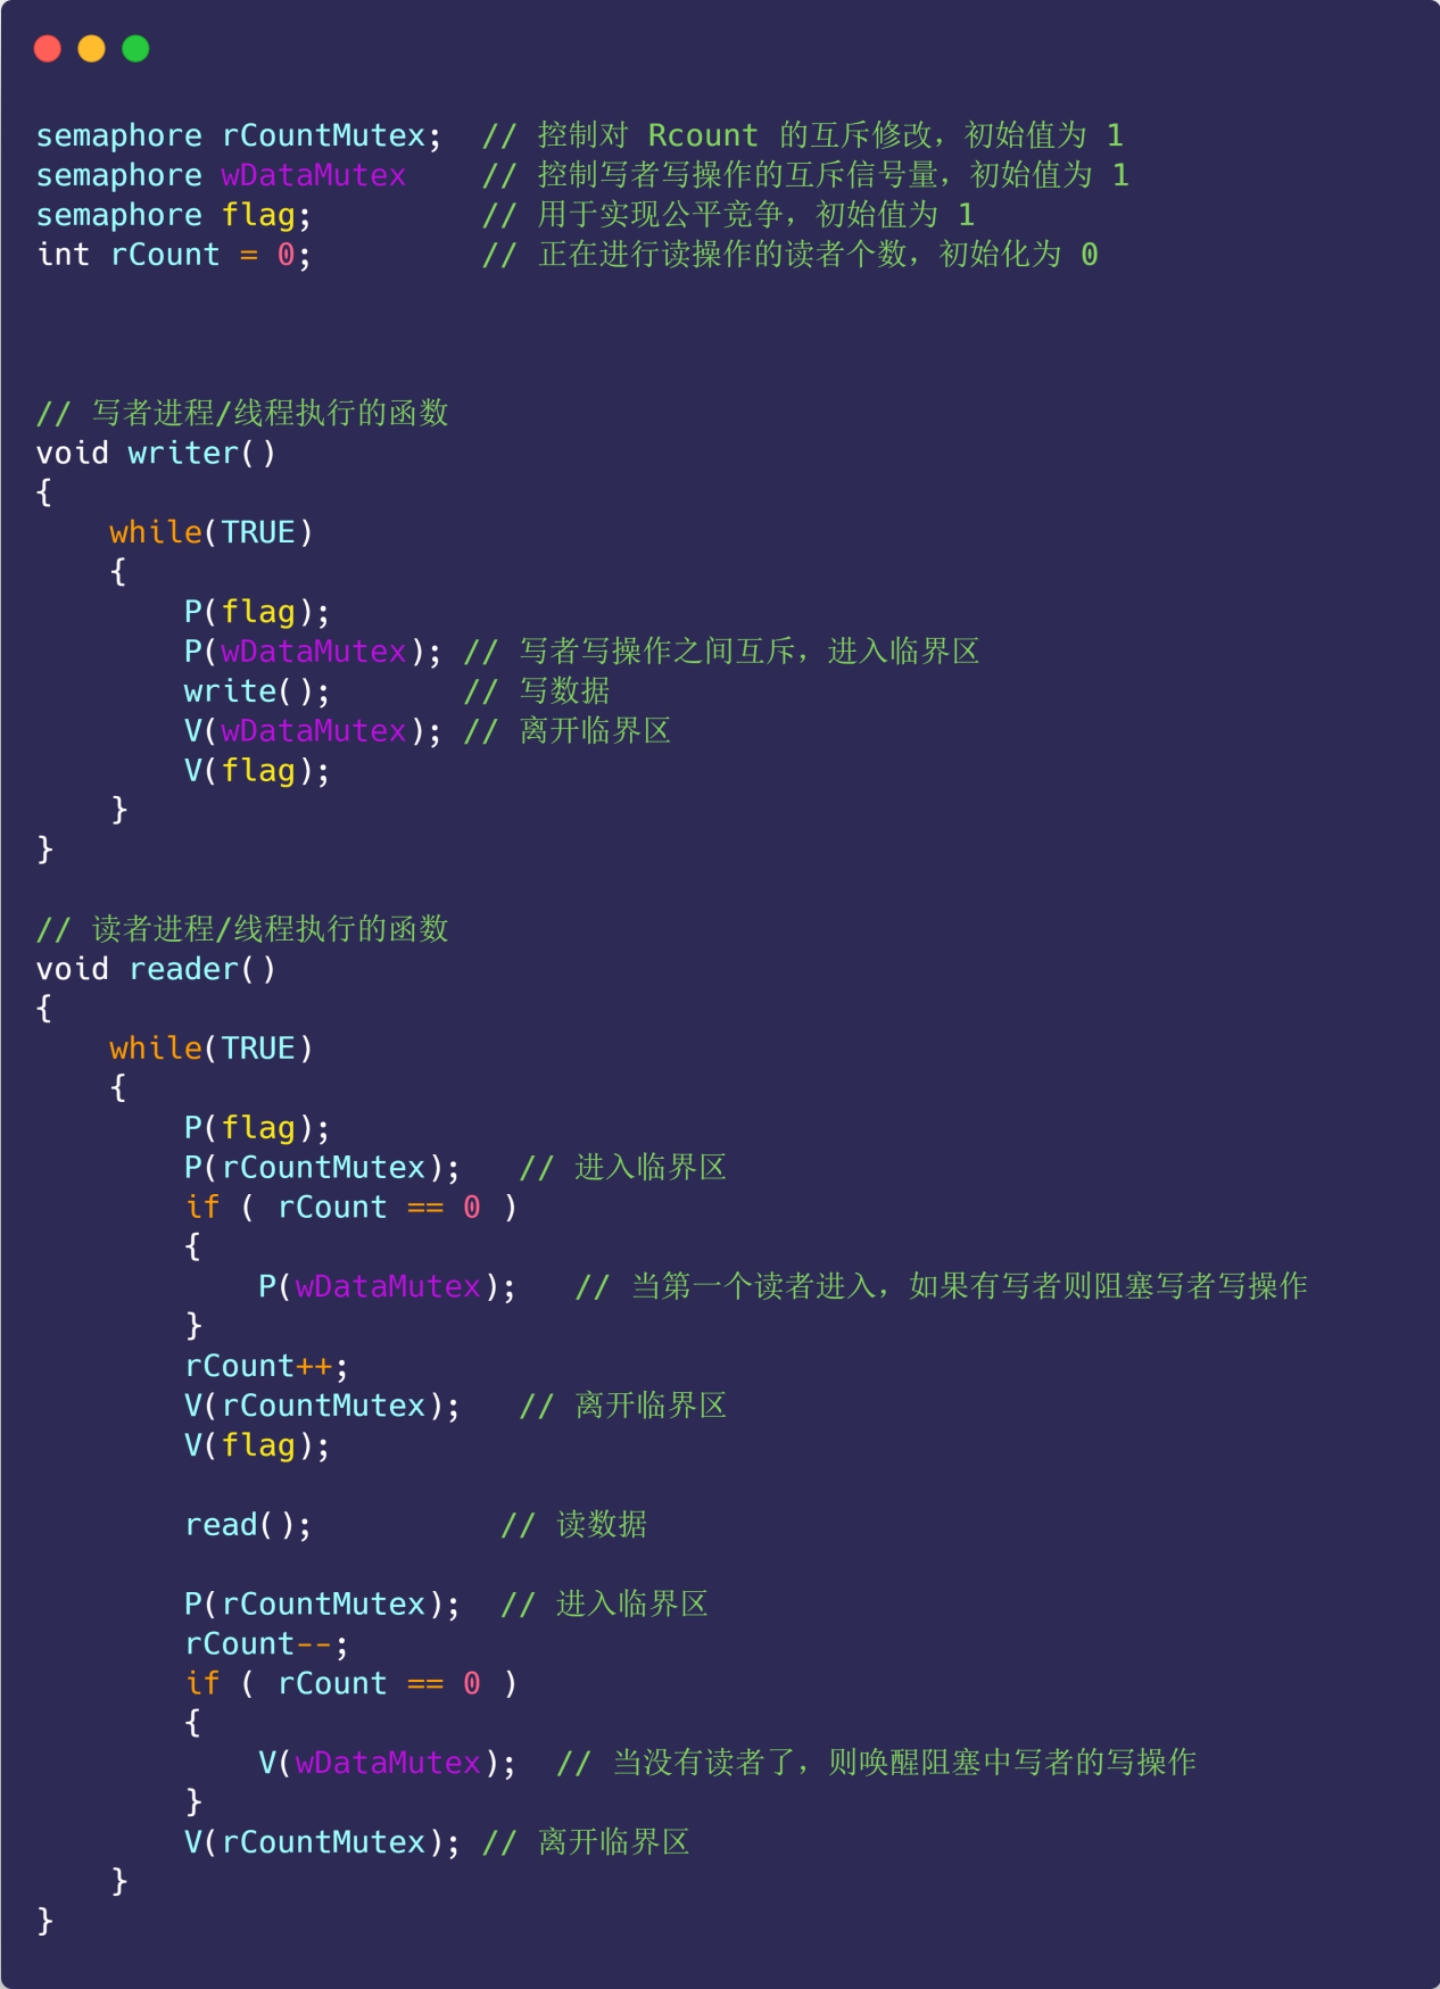 semaphore rCountMutex;  // 控制对 Rcount 的互斥修改，初始值为 1
semaphore wDataMutex    // 控制写者写操作的互斥信号量，初始值为 1
semaphore flag;         // 用于实现公平竞争，初始值为 1
int rCount = 0;         // 正在进行读操作的读者个数，初始化为 0
// 写者进程/线程执行的函数
void writer()
{
    while(TRUE)
    {
        P(flag);
        P(wDataMutex); // 写者写操作之间互斥，进入临界区
        write();       // 写数据
        V(wDataMutex); // 离开临界区
        V(flag);
    }
}
// 读者进程/线程执行的函数
void reader()
{
    while(TRUE)
    {
        P(flag);
        P(rCountMutex);   // 进入临界区
        if ( rCount == 0 )
        {
            P(wDataMutex);   // 当第一个读者进入，如果有写者则阻塞写者写操作
        }
        rCount++;
        V(rCountMutex);   // 离开临界区
        V(flag);
        read();          // 读数据
        P(rCountMutex);  // 进入临界区
        rCount--;
        if ( rCount == 0 )
        {
            V(wDataMutex);  // 当没有读者了，则唤醒阻塞中写者的写操作
        }
        V(rCountMutex); // 离开临界区
    }
}